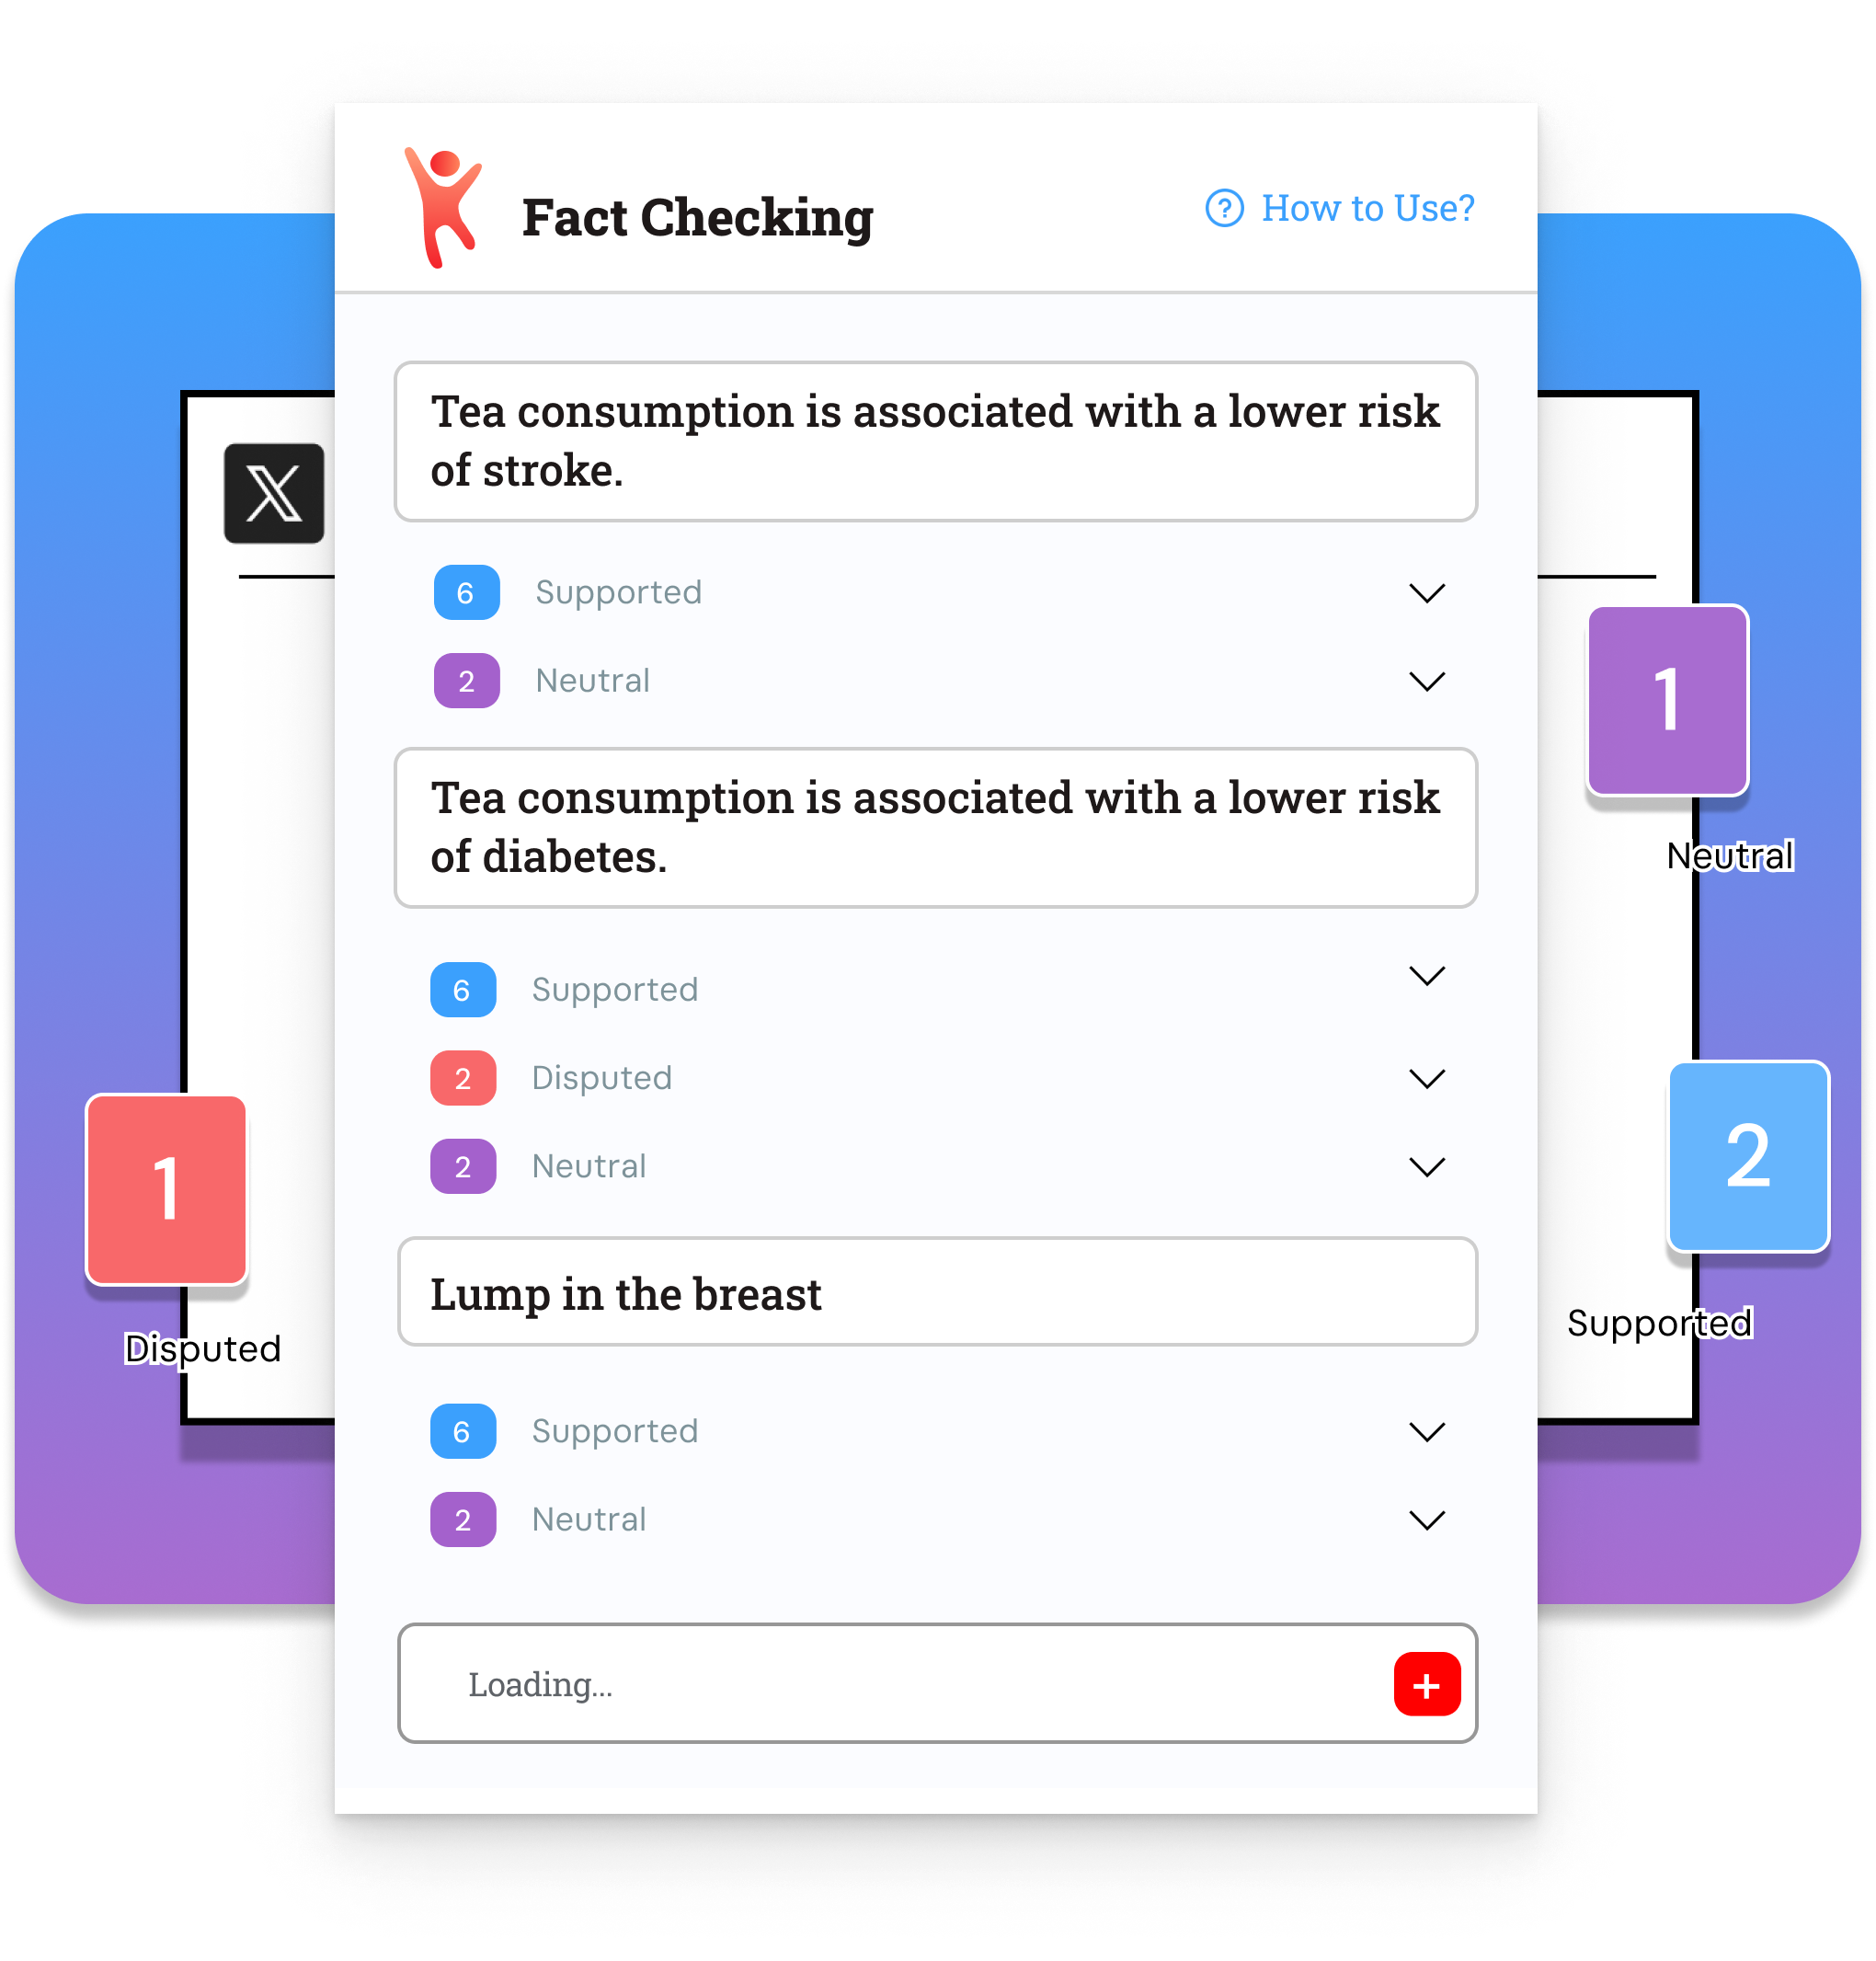 Fact Checking
? How to Use?
Tea consumption is associated with a lower risk
of stroke.
6 Supported
2 Neutral
Tea consumption is associated with a lower risk
of diabetes.
6 Supported
2 Disputed
2 Neutral
Lump in the breast
6 Supported
2 Neutral
Loading...
+
X
1
Disputed
1
Neutral
2
Supported